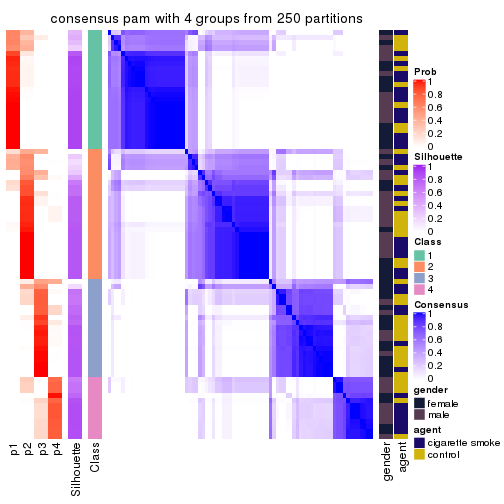 consensus pam with 4 groups from 250 partitions
Prob
1
0.8
0.6
0.4
0.2
0
Silhouette
1
0.8
0.6
0.4
0.2
0
Class
1
2
3
4
Consensus
1
0.8
0.6
0.4
0.2
0
gender
female
male
agent
cigarette smoke
control
p1
p2
p3
p4
Silhouette
Class
gender
agent